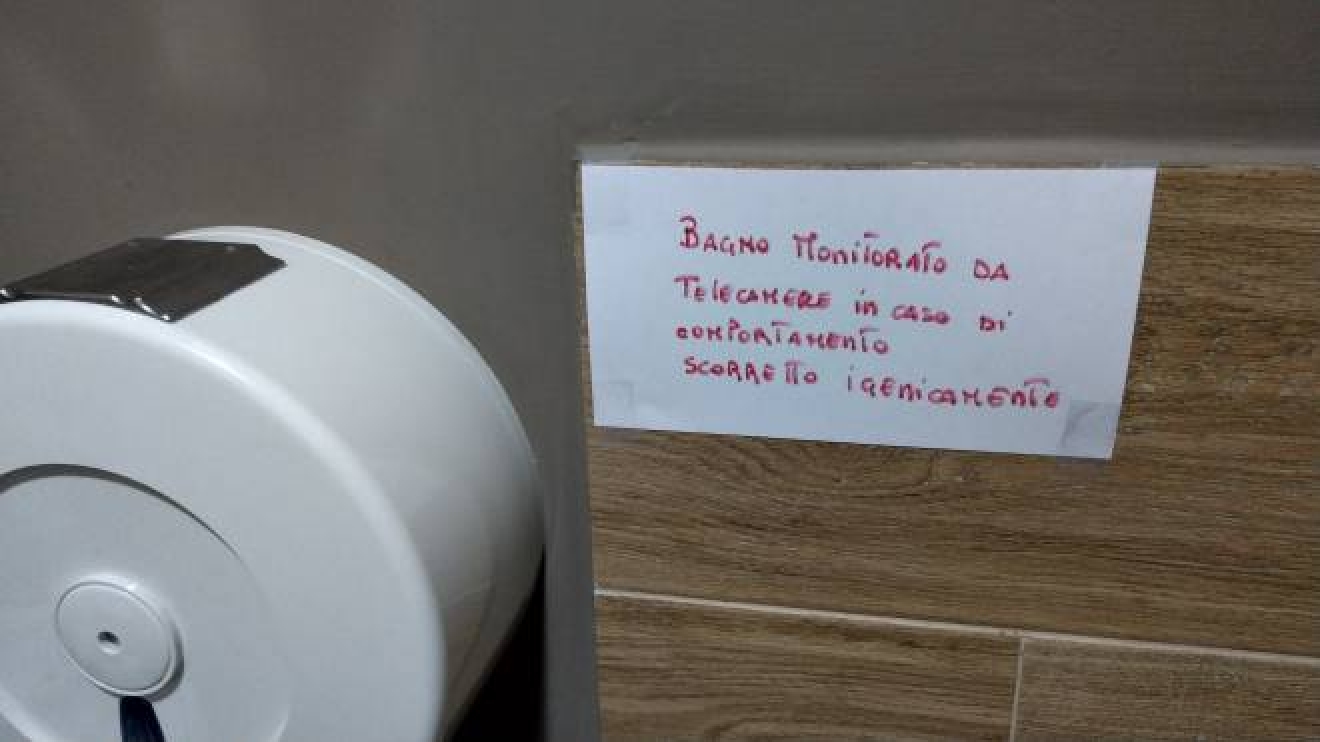 BAGNO MONITORATO DA
TELECAMERE in CASO Di
COMPORTAMENTO
SCORRETTO iGENiCAMENTE